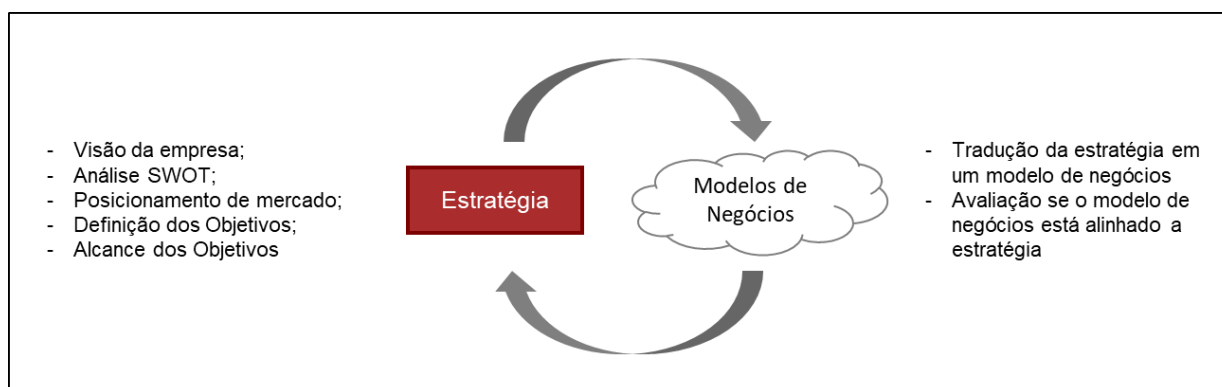 - Visão da empresa;
- Análise SWOT;
- Posicionamento de mercado;
- Definição dos Objetivos;
- Alcance dos Objetivos
Estratégia
Modelos de
Negócios
- Tradução da estratégia em
um modelo de negócios
- Avaliação se o modelo de
negócios está alinhado a
estratégia